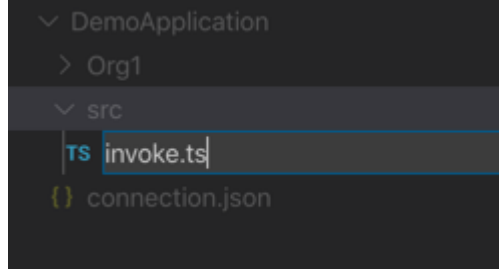 DemoApplication
Org1
src
TS invoke.ts
{} connection.json